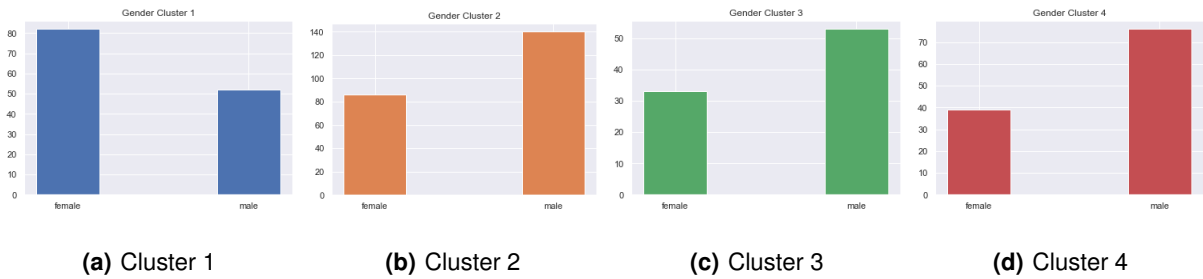 Gender Cluster 1
80
70
60
50
40
30
20
10
0
female male
(a) Cluster 1
Gender Cluster 2
140
120
100
80
60
40
20
0
female male
(b) Cluster 2
Gender Cluster 3
50
40
30
20
10
0
female male
(c) Cluster 3
Gender Cluster 4
70
60
50
40
30
20
10
0
female male
(d) Cluster 4